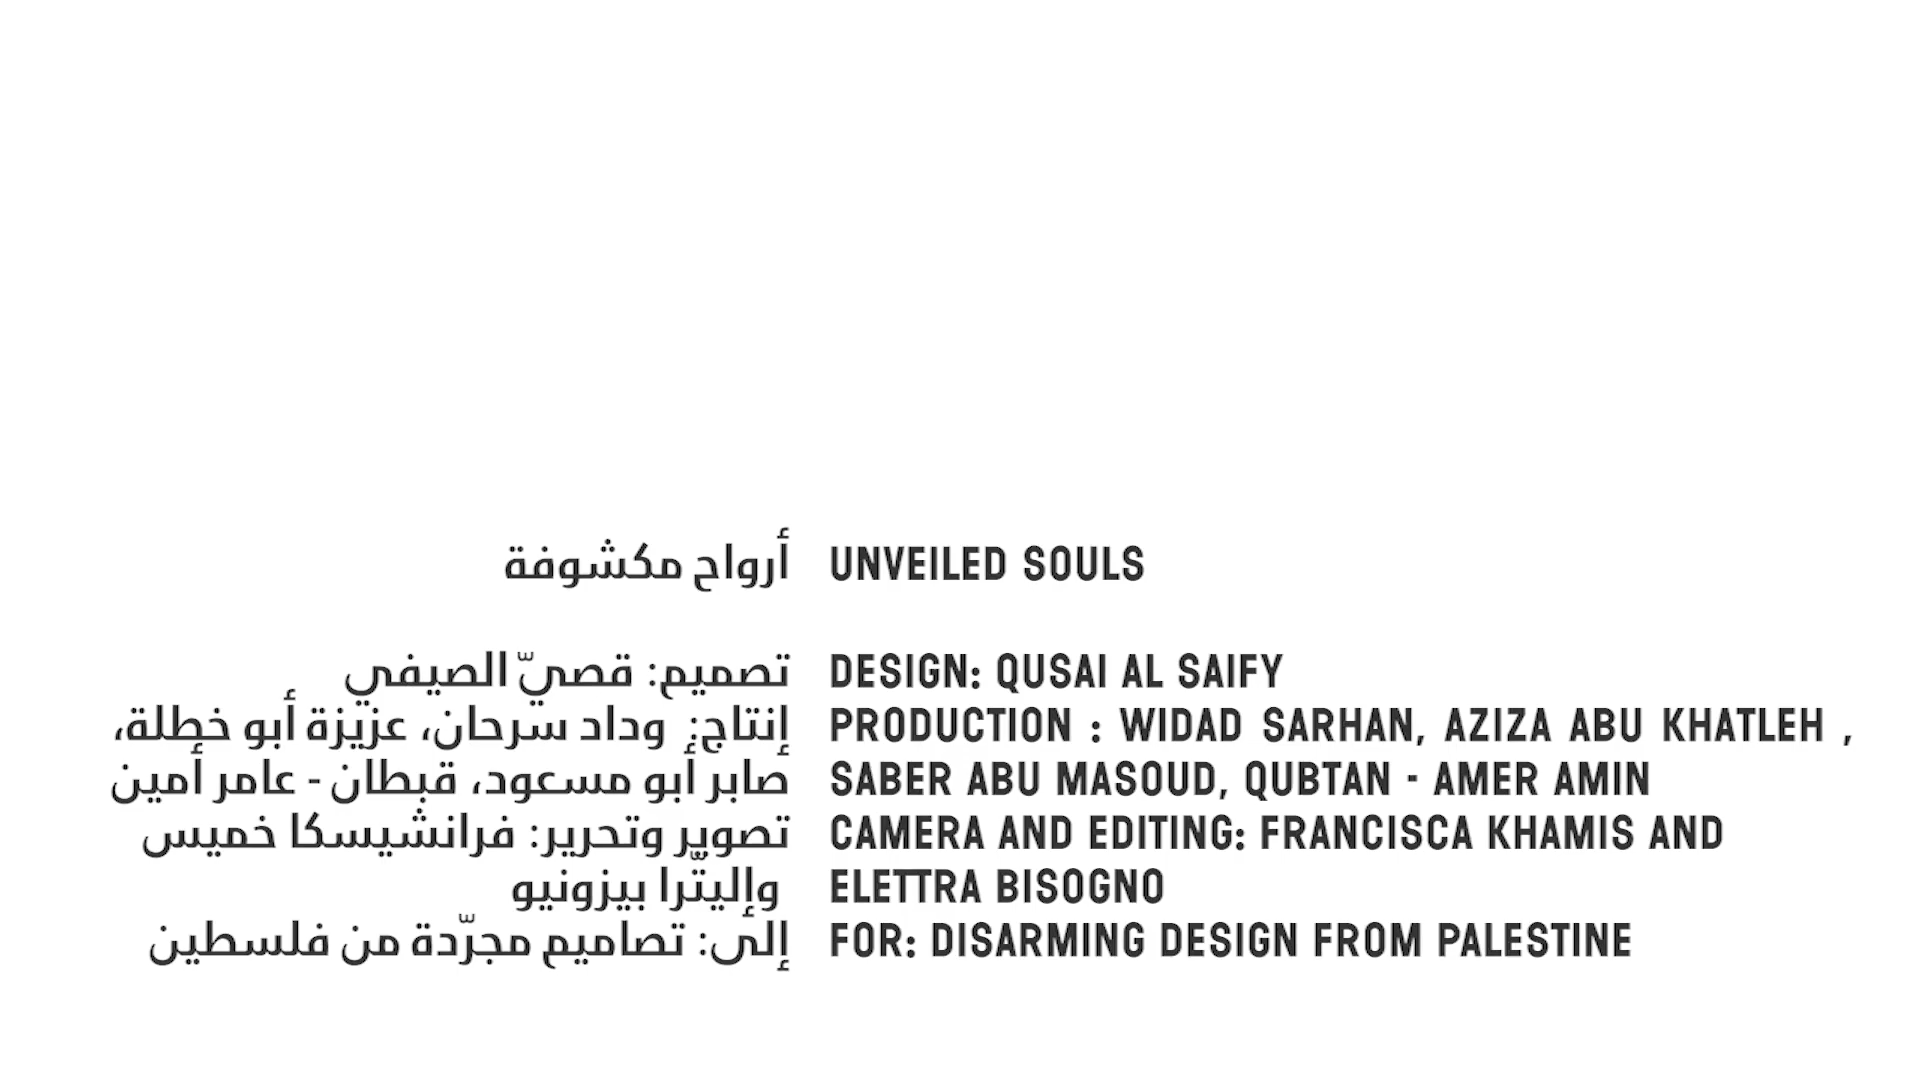 أرواح مكشوفة
تصميم: قصيّ الصيفي
إنتاج: وداد سرحان، عزيزة أبو خطلة،
صابر أبو مسعود، قبطان - عامر أمين
تصوير وتحرير: فرانشيسكا خميس
وإليتّرا بيزونيو
إلى: تصاميم مجرّدة من فلسطين
UNVEILED SOULS
DESIGN: QUSAI AL SAIFY
PRODUCTION : WIDAD SARHAN, AZIZA ABU KHATLEH ,
SABER ABU MASOUD, QUBTAN - AMER AMIN
CAMERA AND EDITING: FRANCISCA KHAMIS AND
ELETTRA BISOGNO
FOR: DISARMING DESIGN FROM PALESTINE